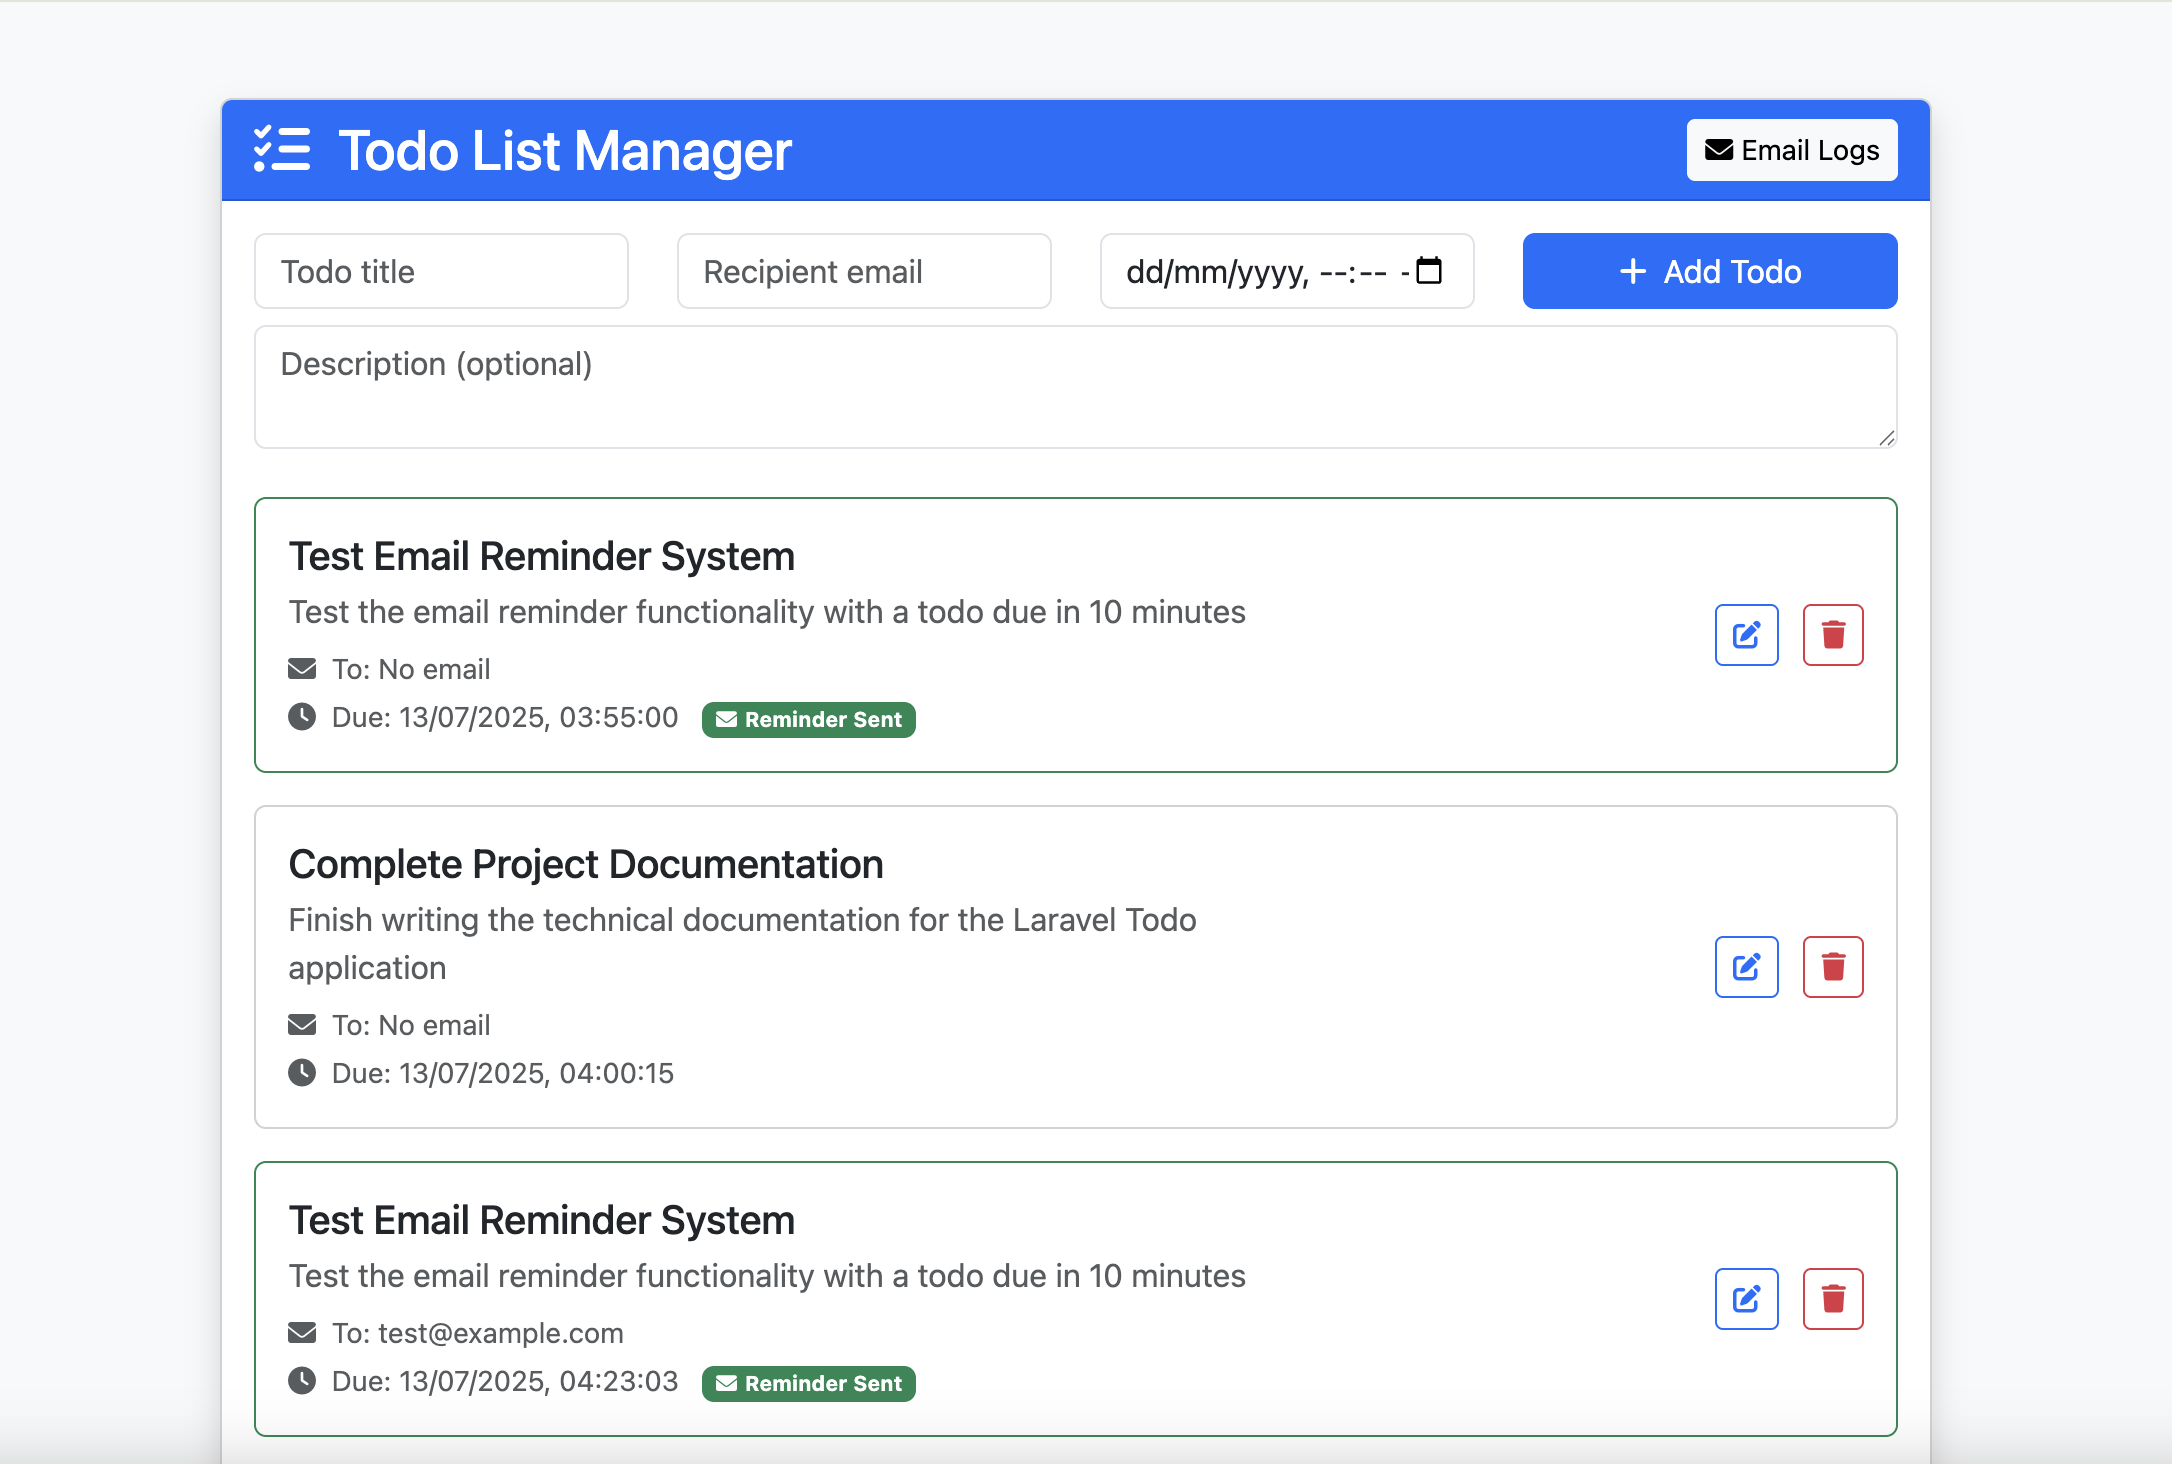 Todo List Manager
Email Logs
Todo title
Recipient email
dd/mm/yyyy, --:-- -
Add Todo
Description (optional)
Test Email Reminder System
Test the email reminder functionality with a todo due in 10 minutes
To: No email
Due: 13/07/2025, 03:55:00
Reminder Sent
Complete Project Documentation
Finish writing the technical documentation for the Laravel Todo
application
To: No email
Due: 13/07/2025, 04:00:15
Test Email Reminder System
Test the email reminder functionality with a todo due in 10 minutes
To: test@example.com
Due: 13/07/2025, 04:23:03
Reminder Sent